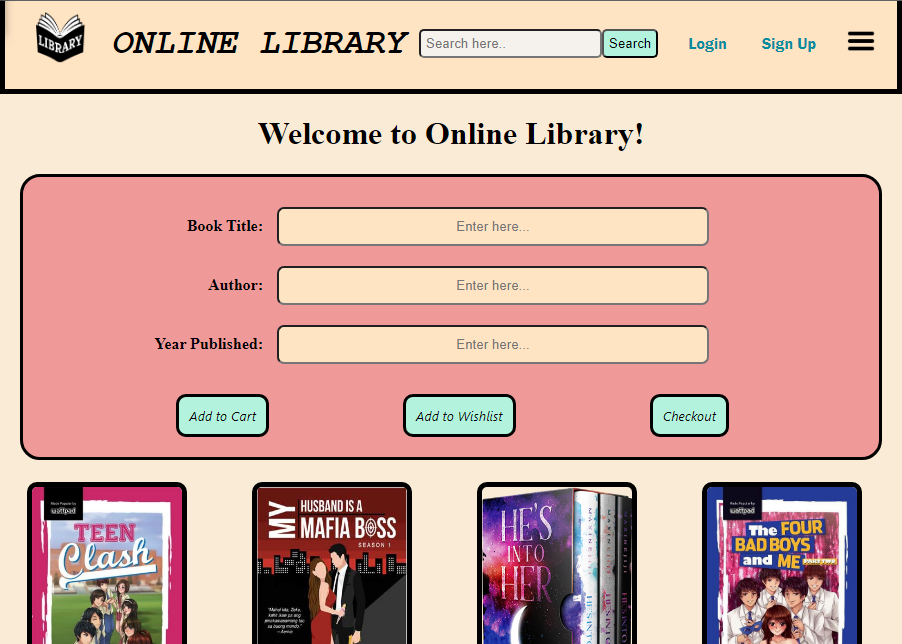 LIBRARY
ONLINE LIBRARY
Search here..
Search
Login
Sign Up
Welcome to Online Library!
Book Title:
Enter here...
Author:
Enter here...
Year Published:
Enter here...
Add to Cart
Add to Wishlist
Checkout
wattpad
TEEN
Clash
MY
HUSBAND IS A
MAFIA BOSS
SEASON 1
HE'S
INTO
HER
wattpad
The FOUR
BAD BOYS
and ME
PART TWO